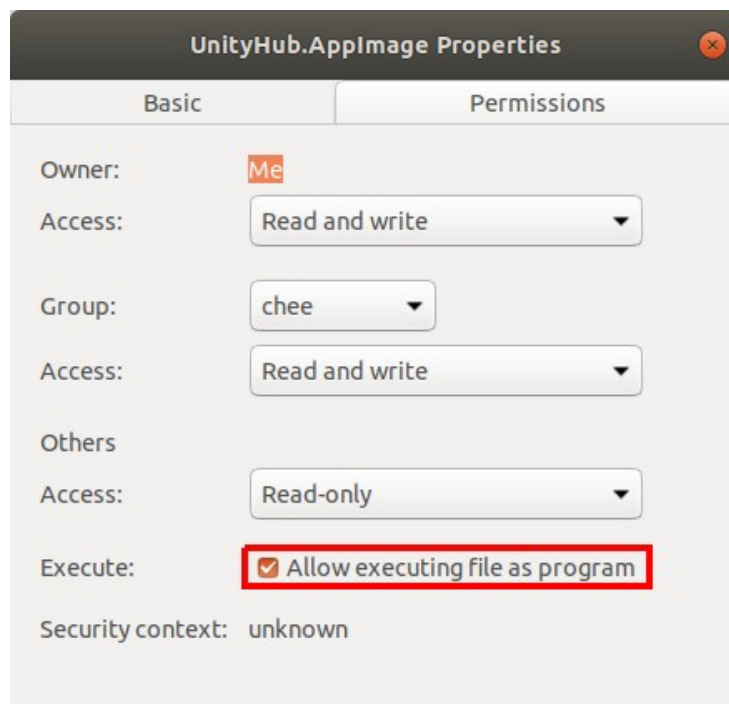 UnityHub.AppImage Properties
Basic Permissions
Owner: Me
Access: Read and write
Group: chee
Access: Read and write
Others
Access: Read-only
Execute: Allow executing file as program
Security context: unknown